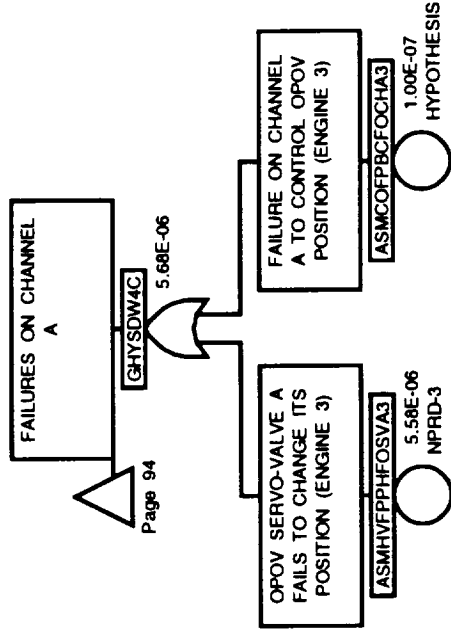 FAILURES ON CHANNEL
A
Page 94
GHYSDW4C
5.68E-06
OPOV SERVO-VALVE A
FAILS TO CHANGE ITS
POSITION (ENGINE 3)
ASMHVFPPHFOSVA3
5.58E-06
NPRD-3
FAILURE ON CHANNEL
A TO CONTROL OPOV
POSITION (ENGINE 3)
ASMCOFPBCFOCHA3
1.00E-07
HYPOTHESIS